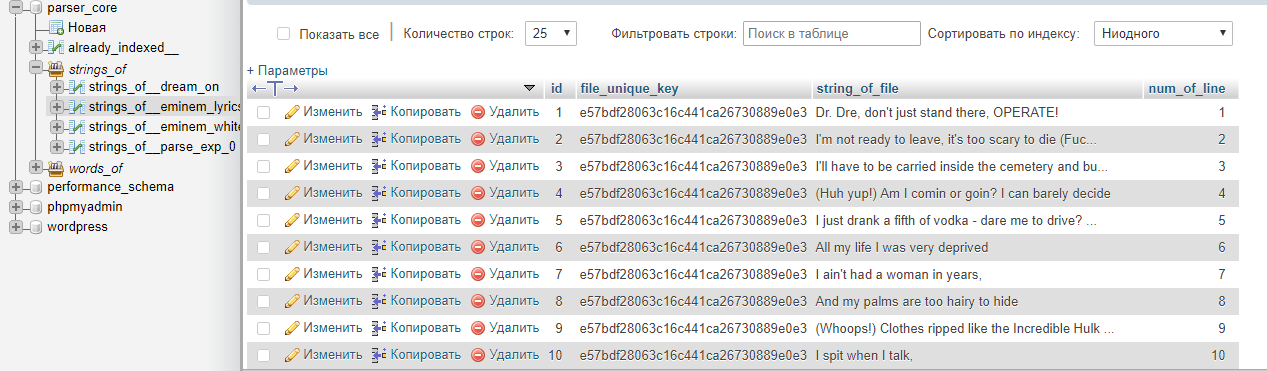 parser_core
Новая
already_indexed__
strings_of
strings_of__dream_on
strings_of__eminem_lyrics
strings_of__eminem_white
strings_of__parse_exp_0
words_of
performance_schema
phpmyadmin
wordpress
Показать все | Количество строк: 25 Фильтровать строки: Поиск в таблице Сортировать по индексу: Ниодного
+ Параметры
←T→ id file_unique_key string_of_file num_of_line
Изменить Копировать Удалить 1 e57bdf28063c16c441ca26730889e0e3 Dr. Dre, don't just stand there, OPERATE! 1
Изменить Копировать Удалить 2 e57bdf28063c16c441ca26730889e0e3 I'm not ready to leave, it's too scary to die (Fuc... 2
Изменить Копировать Удалить 3 e57bdf28063c16c441ca26730889e0e3 I'll have to be carried inside the cemetery and bu... 3
Изменить Копировать Удалить 4 e57bdf28063c16c441ca26730889e0e3 (Huh yup!) Am I comin or goin? I can barely decide 4
Изменить Копировать Удалить 5 e57bdf28063c16c441ca26730889e0e3 I just drank a fifth of vodka - dare me to drive? ... 5
Изменить Копировать Удалить 6 e57bdf28063c16c441ca26730889e0e3 All my life I was very deprived 6
Изменить Копировать Удалить 7 e57bdf28063c16c441ca26730889e0e3 I ain't had a woman in years, 7
Изменить Копировать Удалить 8 e57bdf28063c16c441ca26730889e0e3 And my palms are too hairy to hide 8
Изменить Копировать Удалить 9 e57bdf28063c16c441ca26730889e0e3 (Whoops!) Clothes ripped like the Incredible Hulk ... 9
Изменить Копировать Удалить 10 e57bdf28063c16c441ca26730889e0e3 I spit when I talk, 10